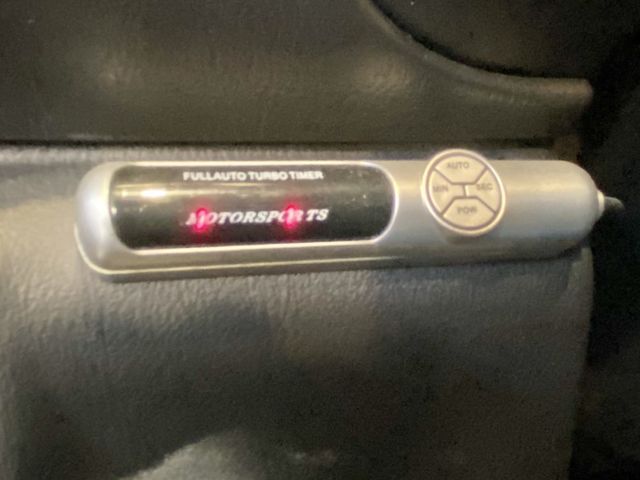 FULLAUTO TURBO TIMER
MOTORSPORTS
AUTO
MIN
SEC
POW